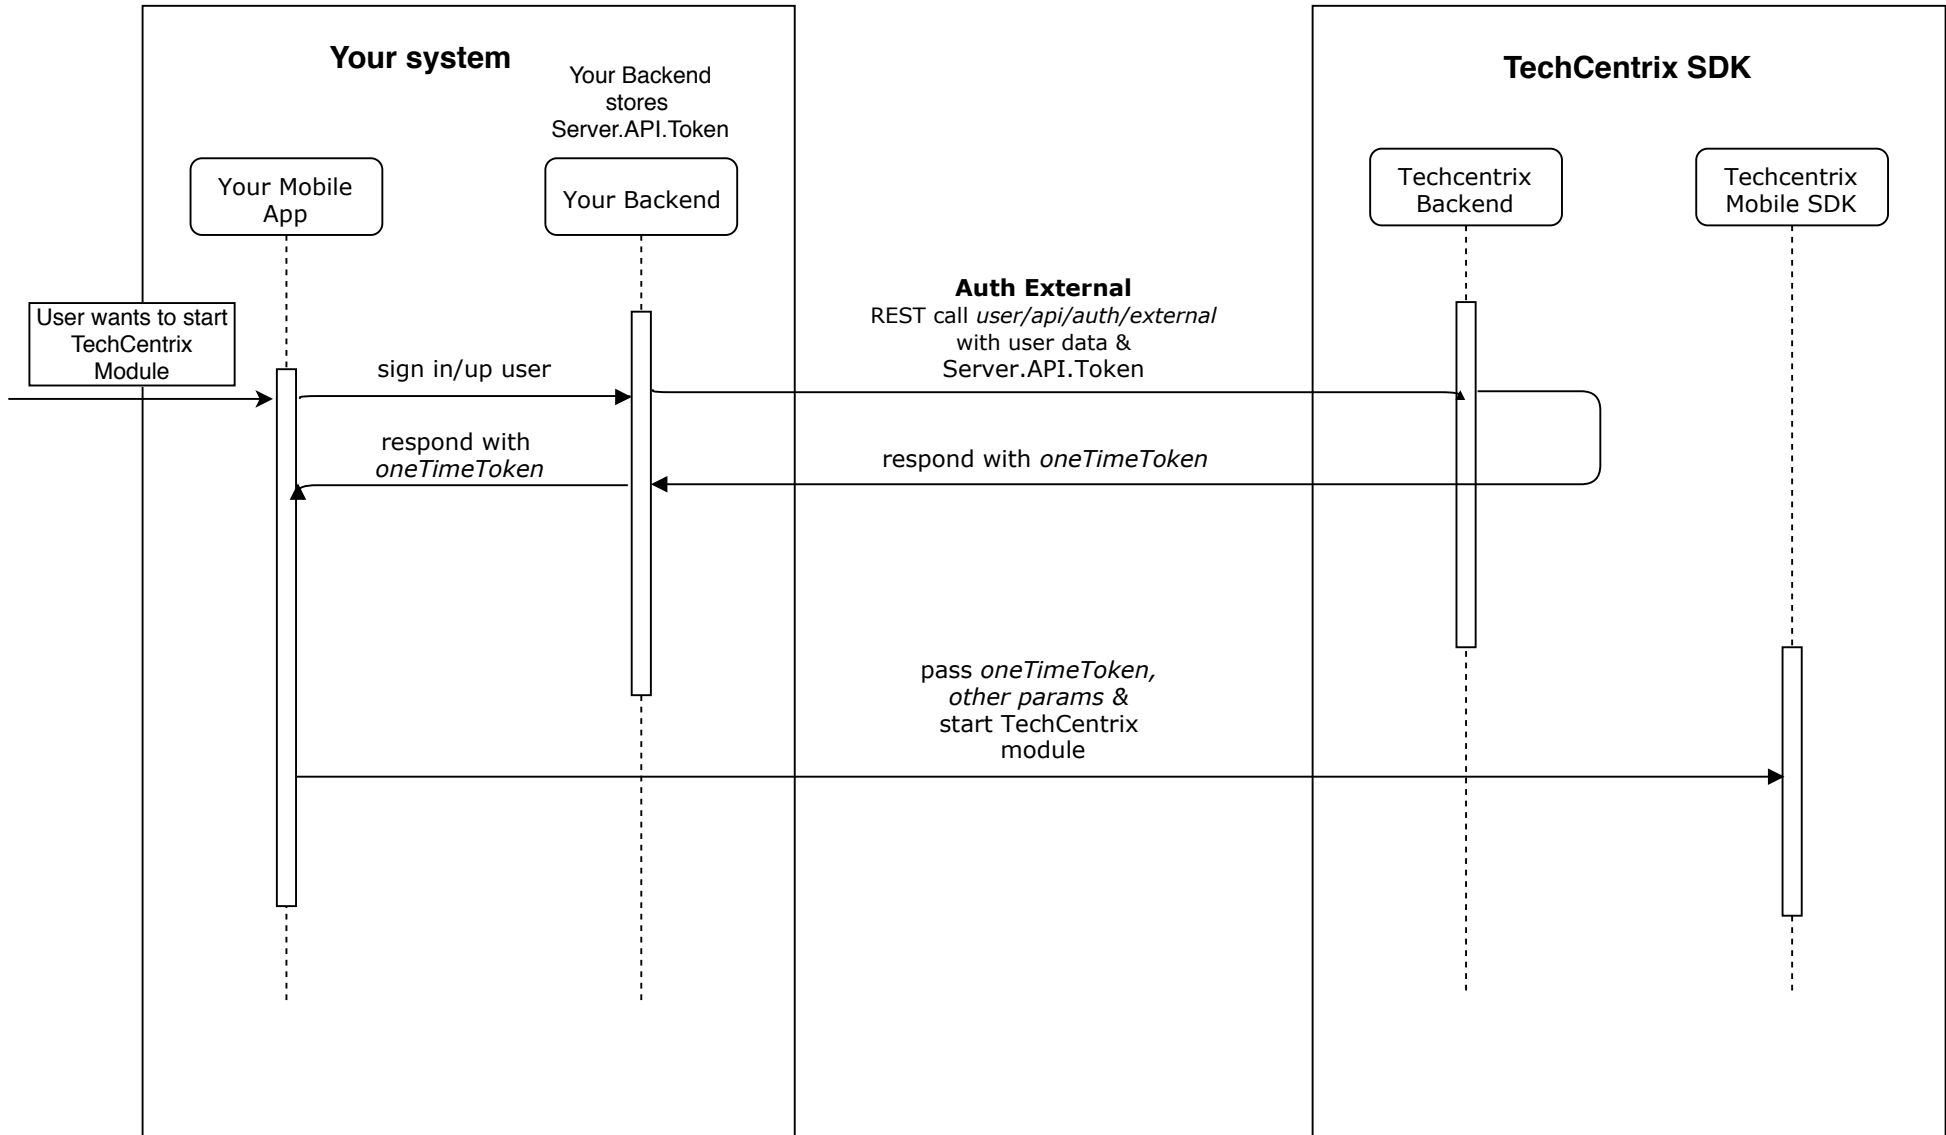 Your system
Your Backend
stores
Server.API.Token
TechCentrix SDK
Your Mobile
App
Your Backend
Techcentrix
Backend
Techcentrix
Mobile SDK
User wants to start
TechCentrix
Module
sign in/up user
Auth External
REST call user/api/auth/external
with user data &
Server.API.Token
respond with
oneTimeToken
respond with oneTimeToken
pass oneTimeToken,
other params &
start TechCentrix
module